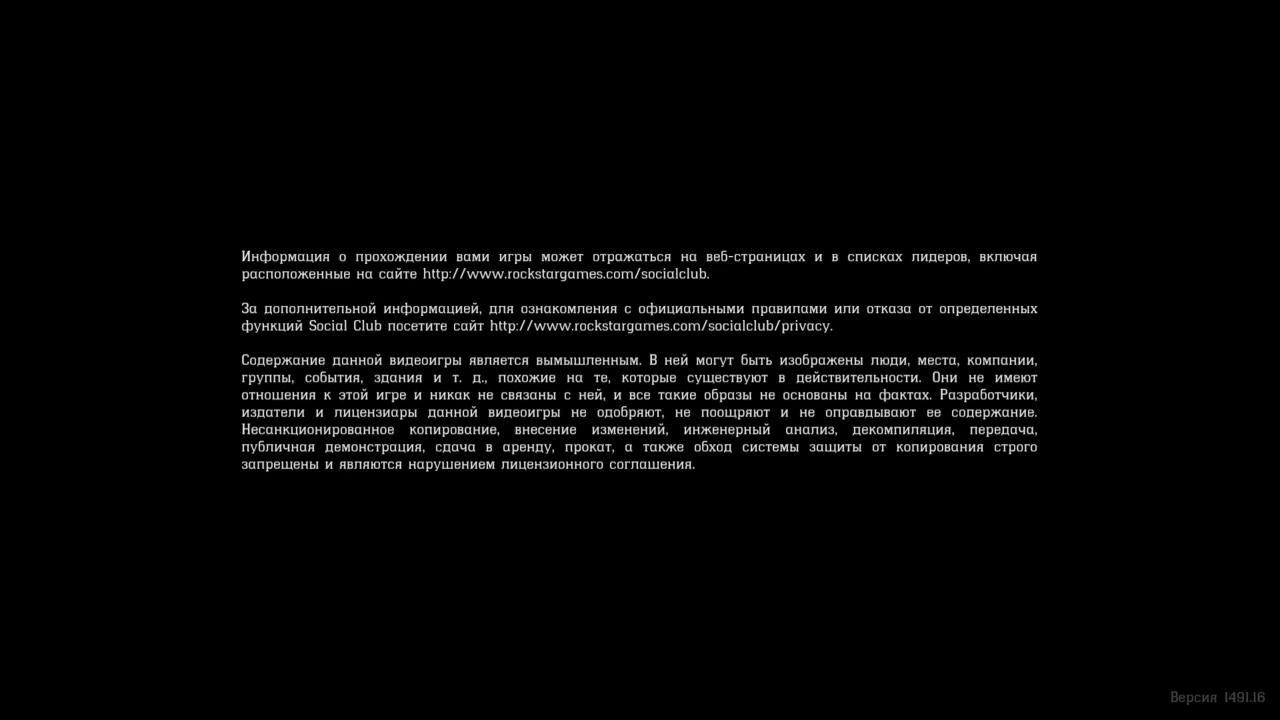 Информация о прохождении вами игры может отражаться на веб-страницах и в списках лидеров, включая
расположенные на сайте http://www.rockstargames.com/socialclub.
За дополнительной информацией, для ознакомления с официальными правилами или отказа от определенных
функций Social Club посетите сайт http://www.rockstargames.com/socialclub/privacy.
Содержание данной видеоигры является вымышленным. В ней могут быть изображены люди, места, компании,
группы, события, здания и т. д., похожие на те, которые существуют в действительности. Они не имеют
отношения к этой игре и никак не связаны с ней, и все такие образы не основаны на фактах. Разработчики,
издатели и лицензиары данной видеоигры не одобряют, не поощряют и не оправдывают ее содержание.
Несанкционированное копирование, внесение изменений, инженерный анализ, декомпиляция, передача,
публичная демонстрация, сдача в аренду, прокат, а также обход системы защиты от копирования строго
запрещены и являются нарушением лицензионного соглашения.
Версия 1491.16